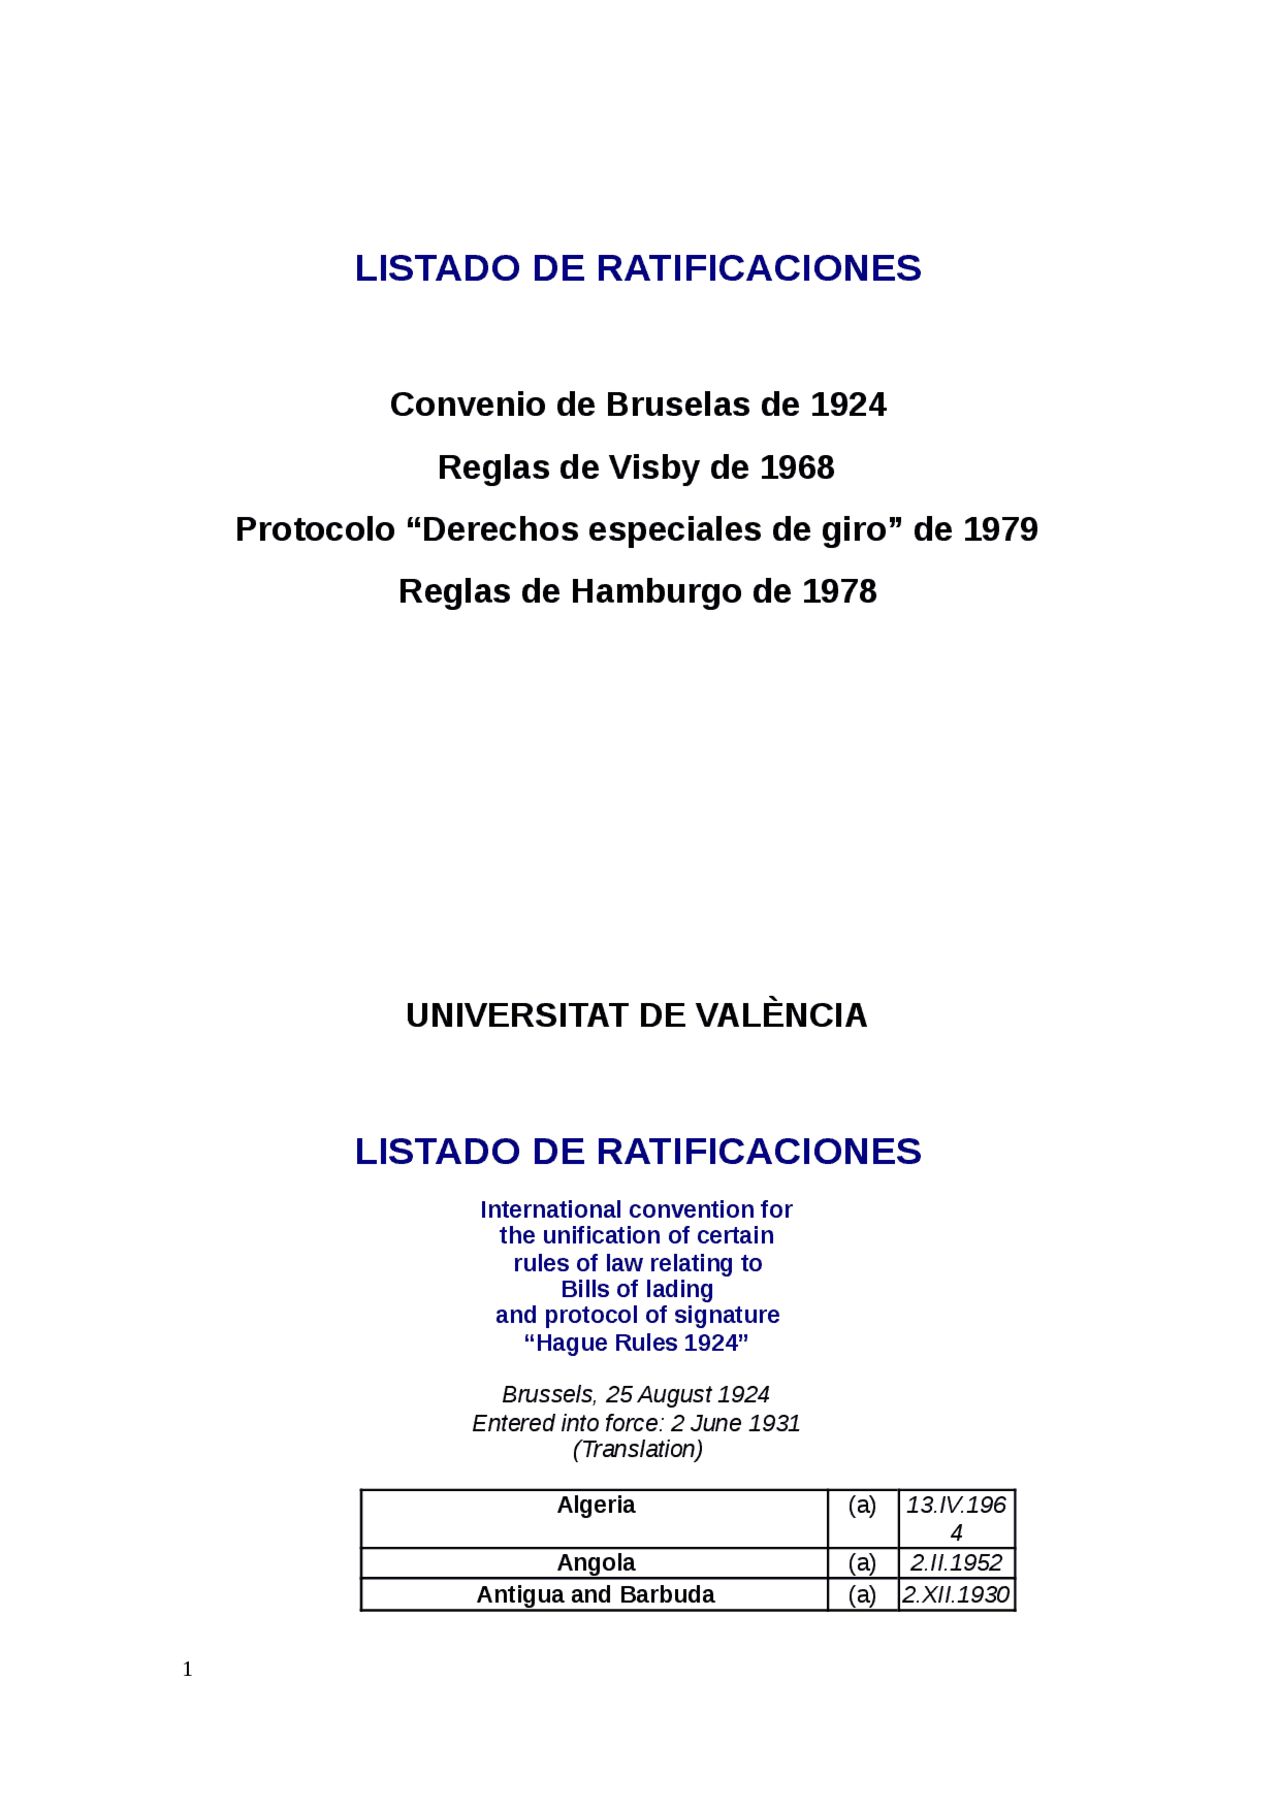 LISTADO DE RATIFICACIONES
Convenio de Bruselas de 1924
Reglas de Visby de 1968
Protocolo “Derechos especiales de giro” de 1979
Reglas de Hamburgo de 1978
UNIVERSITAT DE VALÈNCIA
LISTADO DE RATIFICACIONES
International convention for
the unification of certain
rules of law relating to
Bills of lading
and protocol of signature
“Hague Rules 1924”
Brussels, 25 August 1924
Entered into force: 2 June 1931
(Translation)
Algeria (a) 13.IV.196
4
Angola (a) 2.II.1952
Antigua and Barbuda (a) 2.XII.1930
1